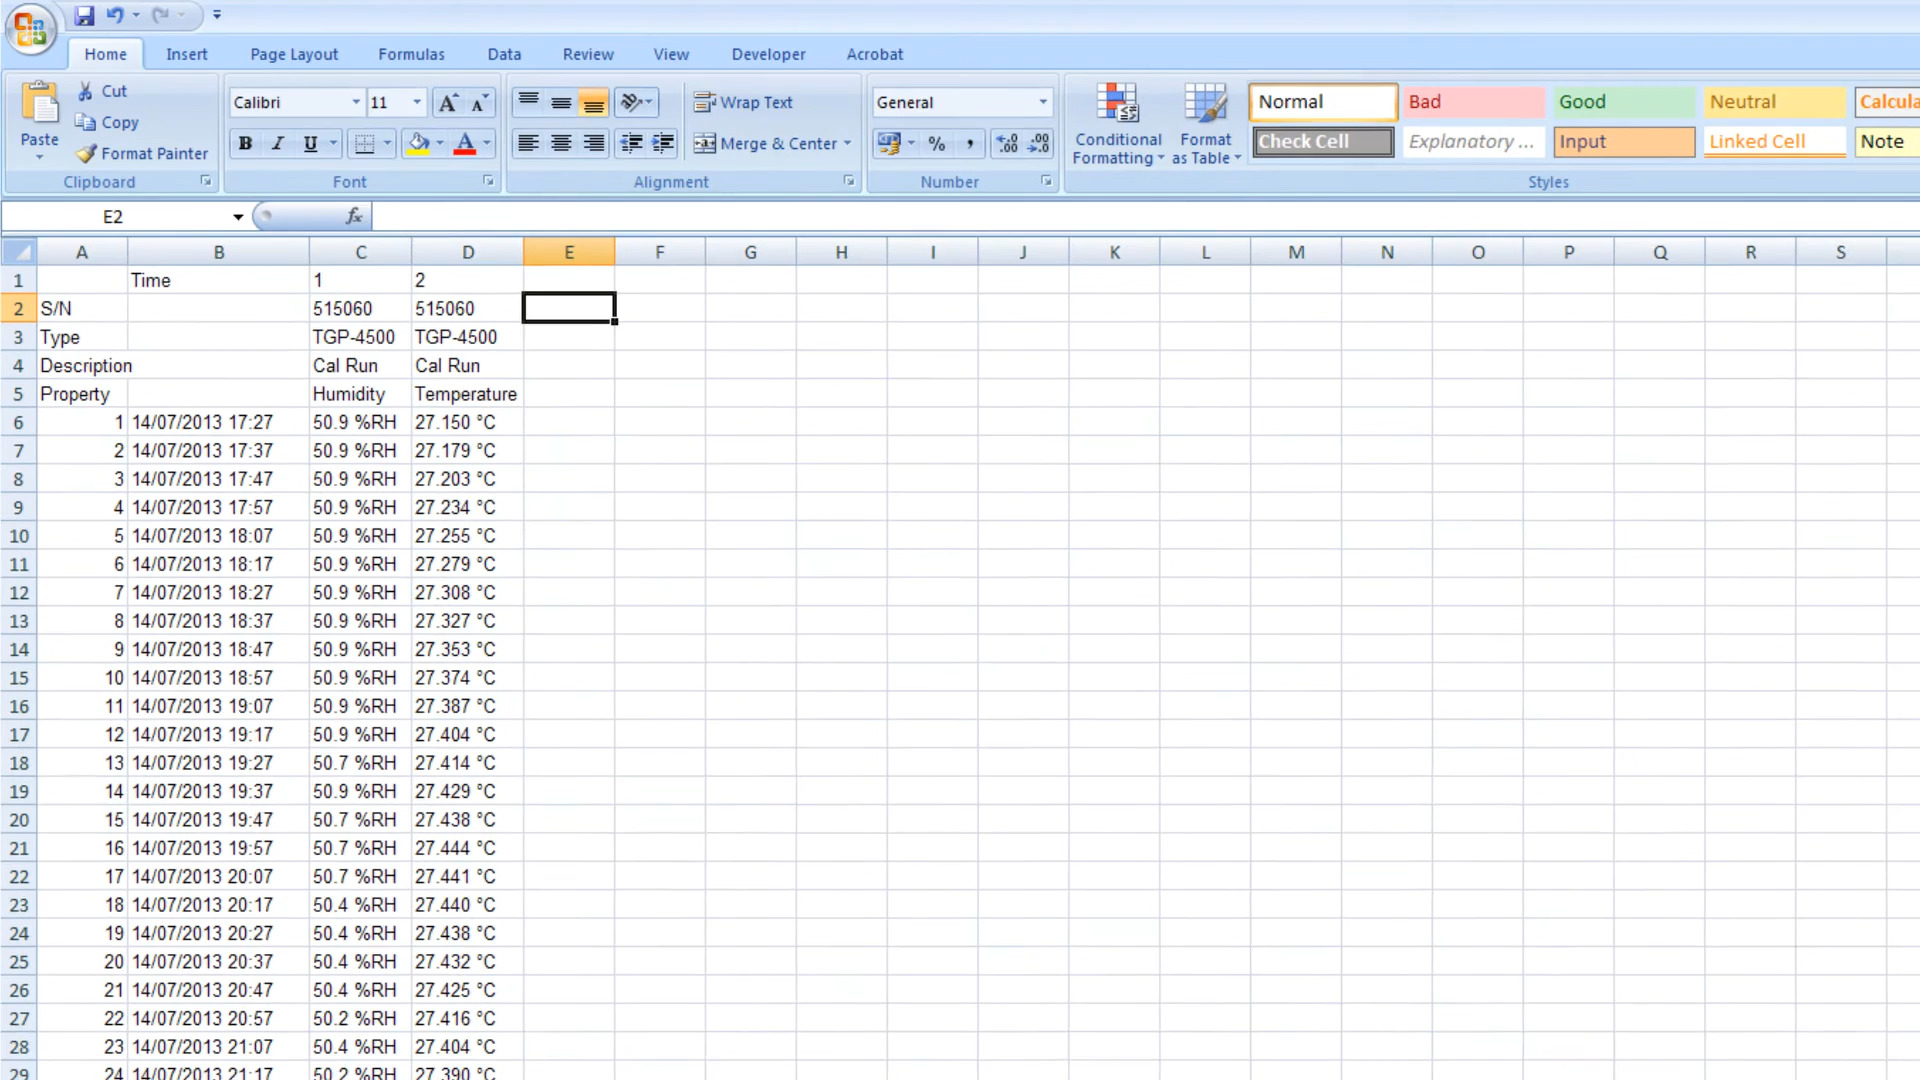 Home Insert Page Layout Formulas Data Review View Developer Acrobat
Cut
Copy
Format Painter
Paste
Clipboard
Calibri 11 A A
B I U A
Font
Wrap Text
Merge & Center
Alignment
General
% , .0 .00 .00 .0
Number
Conditional Formatting
Format as Table
Normal Bad Good Neutral Calcula
Check Cell Explanatory ... Input Linked Cell Note
Styles
E2 fx
A B C D E F G H I J K L M N O P Q R S
1 Time 1 2
2 S/N 515060 515060
3 Type TGP-4500 TGP-4500
4 Description Cal Run Cal Run
5 Property Humidity Temperature
6 1 14/07/2013 17:27 50.9 %RH 27.150 °C
7 2 14/07/2013 17:37 50.9 %RH 27.179 °C
8 3 14/07/2013 17:47 50.9 %RH 27.203 °C
9 4 14/07/2013 17:57 50.9 %RH 27.234 °C
10 5 14/07/2013 18:07 50.9 %RH 27.255 °C
11 6 14/07/2013 18:17 50.9 %RH 27.279 °C
12 7 14/07/2013 18:27 50.9 %RH 27.308 °C
13 8 14/07/2013 18:37 50.9 %RH 27.327 °C
14 9 14/07/2013 18:47 50.9 %RH 27.353 °C
15 10 14/07/2013 18:57 50.9 %RH 27.374 °C
16 11 14/07/2013 19:07 50.9 %RH 27.387 °C
17 12 14/07/2013 19:17 50.9 %RH 27.404 °C
18 13 14/07/2013 19:27 50.7 %RH 27.414 °C
19 14 14/07/2013 19:37 50.9 %RH 27.429 °C
20 15 14/07/2013 19:47 50.7 %RH 27.438 °C
21 16 14/07/2013 19:57 50.7 %RH 27.444 °C
22 17 14/07/2013 20:07 50.7 %RH 27.441 °C
23 18 14/07/2013 20:17 50.4 %RH 27.440 °C
24 19 14/07/2013 20:27 50.4 %RH 27.438 °C
25 20 14/07/2013 20:37 50.4 %RH 27.432 °C
26 21 14/07/2013 20:47 50.4 %RH 27.425 °C
27 22 14/07/2013 20:57 50.2 %RH 27.416 °C
28 23 14/07/2013 21:07 50.4 %RH 27.404 °C
29 24 14/07/2013 21:17 50.2 %RH 27.390 °C